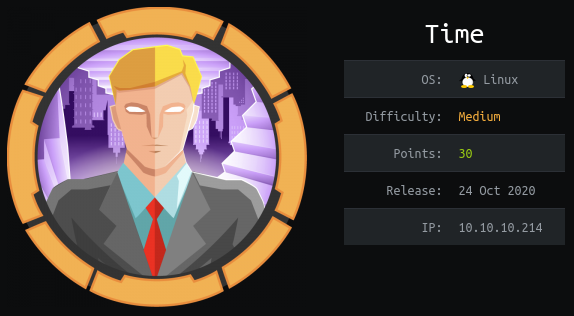 Time
OS: Linux
Difficulty: Medium
Points: 30
Release: 24 Oct 2020
IP: 10.10.10.214